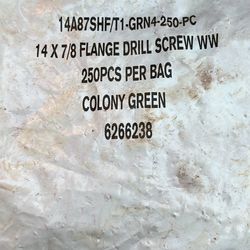 14A87SHF/T1-GRN4-250-PC
14 X 7/8 FLANGE DRILL SCREW WW
250PCS PER BAG
COLONY GREEN
6266238